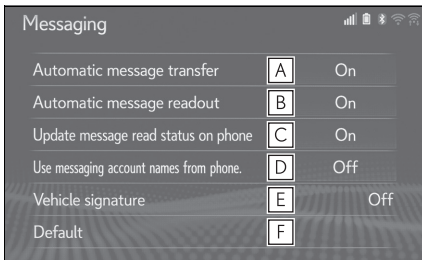 Messaging
Automatic message transfer A On
Automatic message readout B On
Update message read status on phone C On
Use messaging account names from phone. D Off
Vehicle signature E Off
Default F